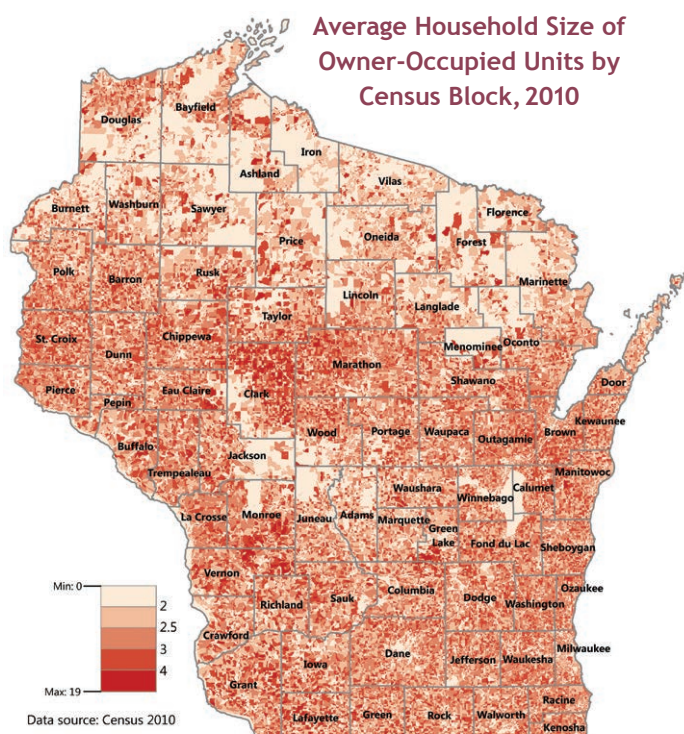 Average Household Size of
Owner-Occupied Units by
Census Block, 2010
Douglas
Bayfield
Iron
Ashland
Vilas
Burnett
Washburn
Sawyer
Florence
Price
Oneida
Forest
Polk
Barron
Rusk
Marinette
Lincoln
Langlade
Taylor
St. Croix
Chippewa
Menominee
Oconto
Dunn
Marathon
Shawano
Pierce
Eau Claire
Clark
Door
Pepin
Kewaunee
Wood
Portage
Waupaca
Outagamie
Brown
Buffalo
Jackson
Trempealeau
Manitowoc
Waushara
Calumet
Winnebago
La Crosse
Monroe
Juneau
Adams
Marquette
Green
Lake
Fond du Lac
Sheboygan
Vernon
Min: 0
2
2.5
3
4
Max: 19
Columbia
Ozaukee
Richland
Sauk
Dodge
Washington
Crawford
Milwaukee
Iowa
Dane
Jefferson
Waukesha
Grant
Racine
Lafayette
Green
Rock
Walworth
Kenosha
Data source: Census 2010